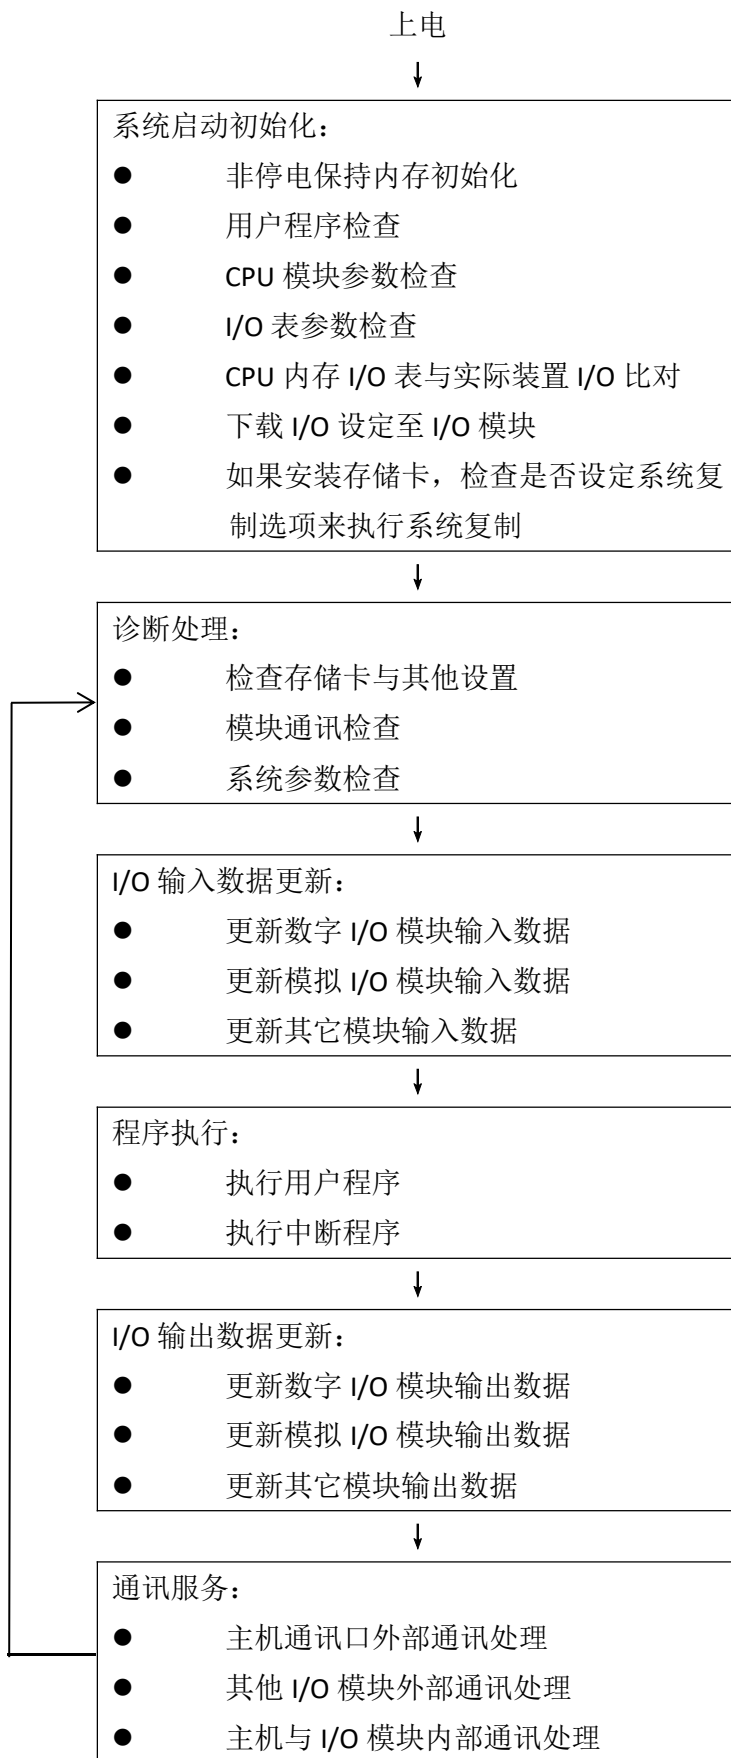 上电
系统启动初始化：
● 非停电保持内存初始化
● 用户程序检查
● CPU 模块参数检查
● I/O 表参数检查
● CPU 内存 I/O 表与实际装置 I/O 比对
● 下载 I/O 设定至 I/O 模块
● 如果安装存储卡，检查是否设定系统复
制选项来执行系统复制
诊断处理：
● 检查存储卡与其他设置
● 模块通讯检查
● 系统参数检查
I/O 输入数据更新：
● 更新数字 I/O 模块输入数据
● 更新模拟 I/O 模块输入数据
● 更新其它模块输入数据
程序执行：
● 执行用户程序
● 执行中断程序
I/O 输出数据更新：
● 更新数字 I/O 模块输出数据
● 更新模拟 I/O 模块输出数据
● 更新其它模块输出数据
通讯服务：
● 主机通讯口外部通讯处理
● 其他 I/O 模块外部通讯处理
● 主机与 I/O 模块内部通讯处理